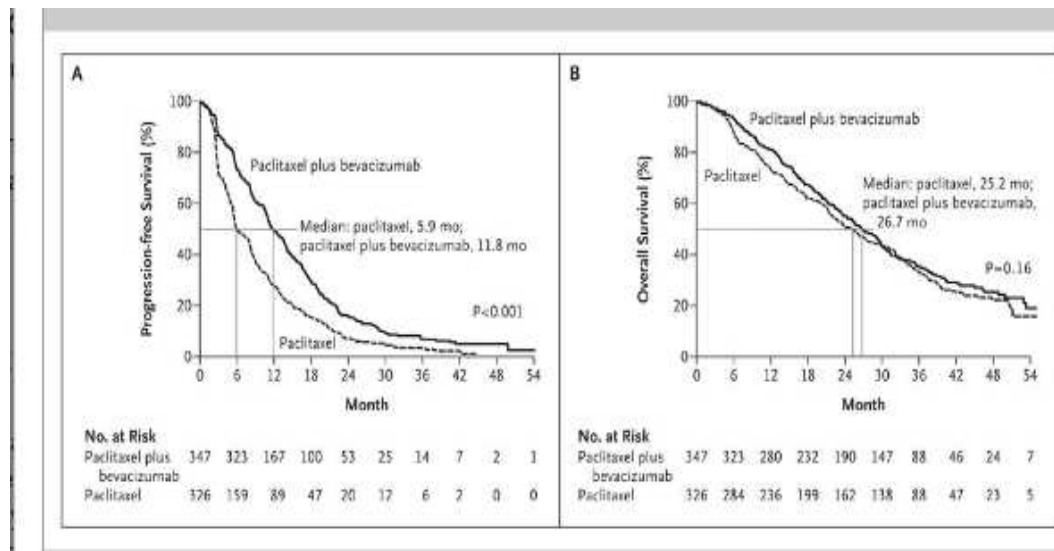 A
Progression-free Survival (%)
100
80
60
40
20
0
Paclitaxel plus bevacizumab
Median: paclitaxel, 5.9 mo;
paclitaxel plus bevacizumab, 11.8 mo
P<0.001
Paclitaxel
0 6 12 18 24 30 36 42 48 54
Month
No. at Risk
Paclitaxel plus 347 323 167 100 53 25 14 7 2 1
bevacizumab
Paclitaxel 326 159 89 47 20 12 6 2 0 0
B
Overall Survival (%)
100
80
60
40
20
0
Paclitaxel plus bevacizumab
Paclitaxel
Median: paclitaxel, 25.2 mo;
paclitaxel plus bevacizumab,
26.7 mo
P=0.16
0 6 12 18 24 30 36 42 48 54
Month
No. at Risk
Paclitaxel plus 347 323 280 232 190 147 88 46 24 7
bevacizumab
Paclitaxel 326 284 236 199 162 138 88 47 23 5